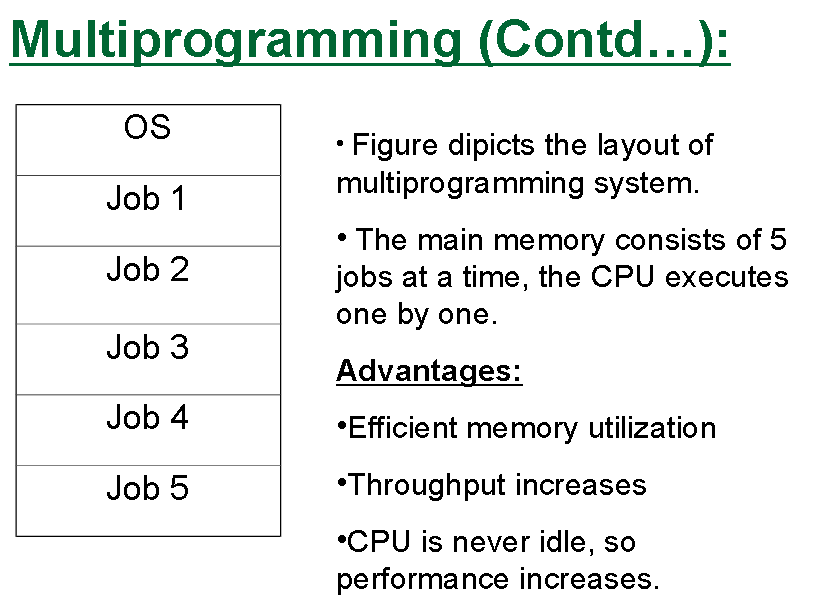 Multiprogramming (Contd…):
OS
Job 1
Job 2
Job 3
Job 4
Job 5
• Figure dipicts the layout of
multiprogramming system.
• The main memory consists of 5
jobs at a time, the CPU executes
one by one.
Advantages:
•Efficient memory utilization
•Throughput increases
•CPU is never idle, so
performance increases.